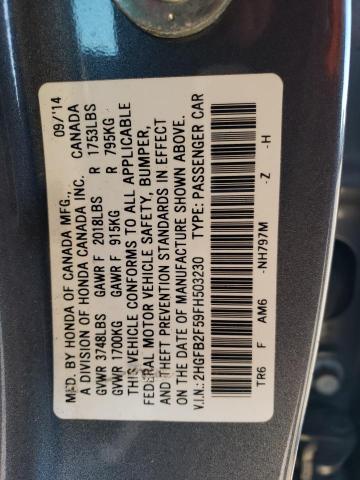 MFD. BY HONDA OF CANADA MFG. 09/'14
A DIVISION OF HONDA CANADA INC. CANADA
GVWR 3748LBS GAWR F 2018LBS R 1753LBS
GVWR 1700KG GAWR F 915KG R 795KG
THIS VEHICLE CONFORMS TO ALL APPLICABLE
FEDERAL MOTOR VEHICLE SAFETY, BUMPER,
AND THEFT PREVENTION STANDARDS IN EFFECT
ON THE DATE OF MANUFACTURE SHOWN ABOVE.
V.I.N.: 2HGFB2F59FH503230 TYPE: PASSENGER CAR
TR6 F AM6 -NH797M -Z -H